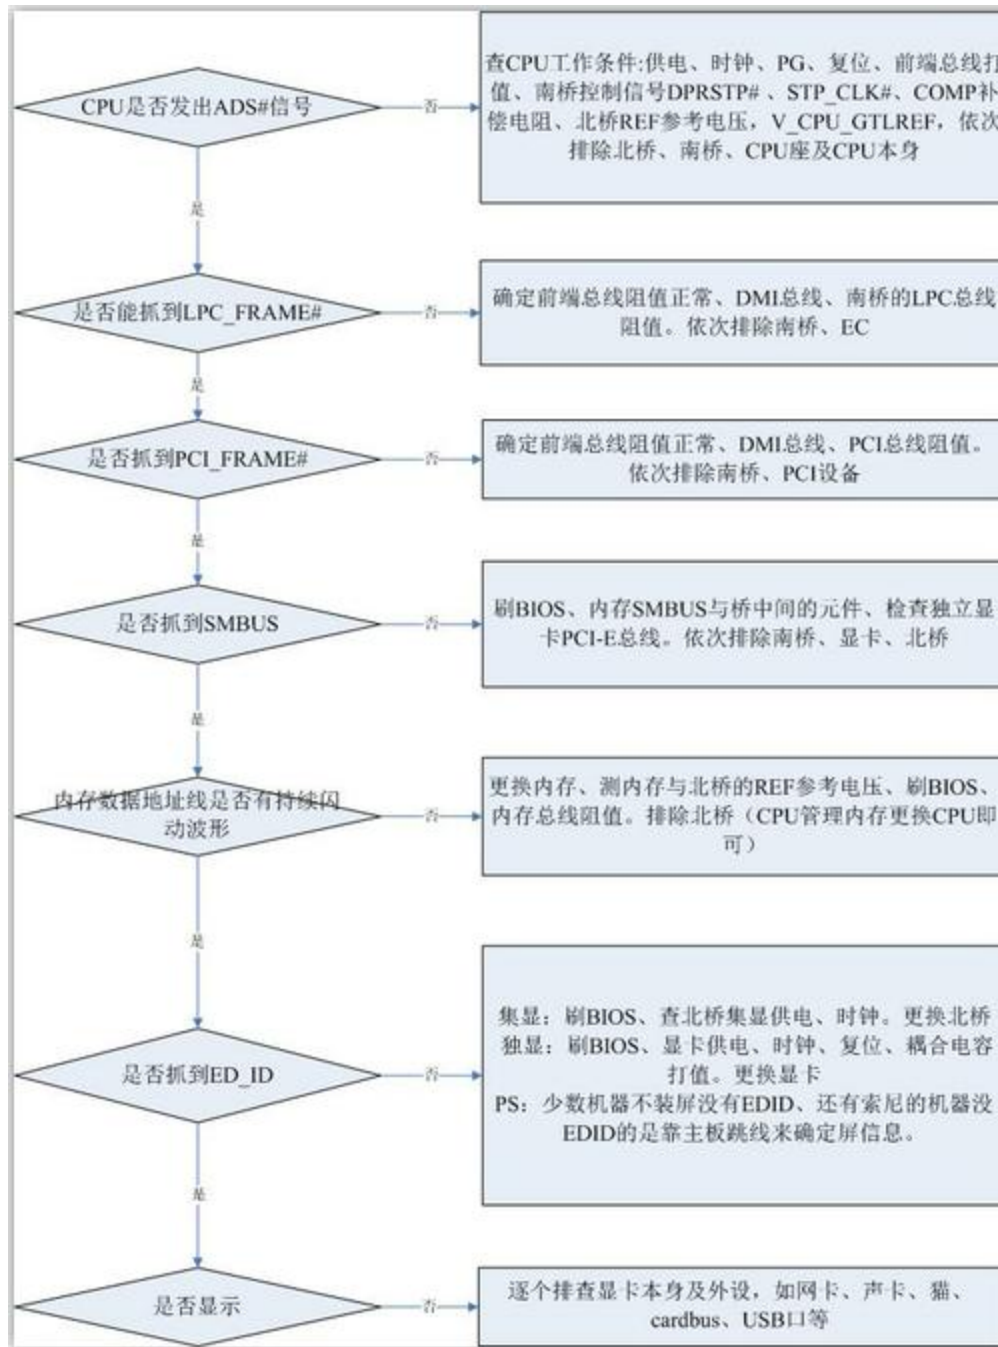 CPU是否发出ADS#信号
否
查CPU工作条件:供电、时钟、PG、复位、前端总线打
值、南桥控制信号DPRSTP# 、STP_CLK#、COMP补
偿电阻、北桥REF参考电压，V_CPU_GTLREF，依次
排除北桥、南桥、CPU座及CPU本身
是
是否能抓到LPC_FRAME#
否
确定前端总线阻值正常、DMI总线、南桥的LPC总线
阻值。依次排除南桥、EC
是
是否抓到PCI_FRAME#
否
确定前端总线阻值正常、DMI总线、PCI总线阻值。
依次排除南桥、PCI设备
是
是否抓到SMBUS
否
刷BIOS、内存SMBUS与桥中间的元件、检查独立显
卡PCI-E总线。依次排除南桥、显卡、北桥
是
内存数据地址线是否有持续闪
动波形
否
更换内存、测内存与北桥的REF参考电压、刷BIOS、
内存总线阻值。排除北桥（CPU管理内存更换CPU即
可）
是
是否抓到ED_ID
否
集显：刷BIOS、查北桥集显供电、时钟。更换北桥
独显：刷BIOS、显卡供电、时钟、复位、耦合电容
打值。更换显卡
PS：少数机器不装屏没有EDID、还有索尼的机器没
EDID的是靠主板跳线来确定屏信息。
是
是否显示
否
逐个排查显卡本身及外设，如网卡、声卡、猫、
cardbus、USB口等